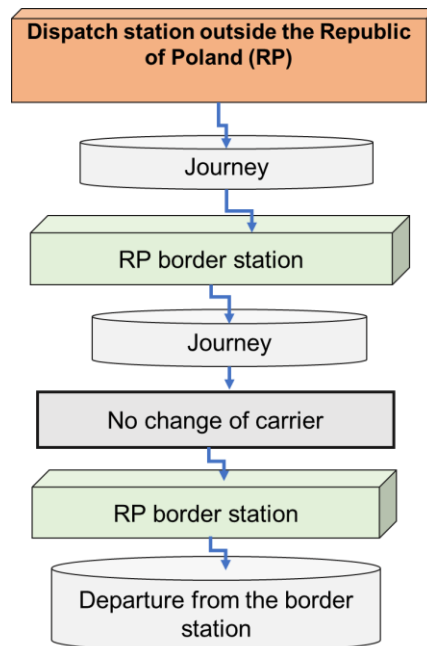 Dispatch station outside the Republic
of Poland (RP)
Journey
RP border station
Journey
No change of carrier
RP border station
Departure from the border
station